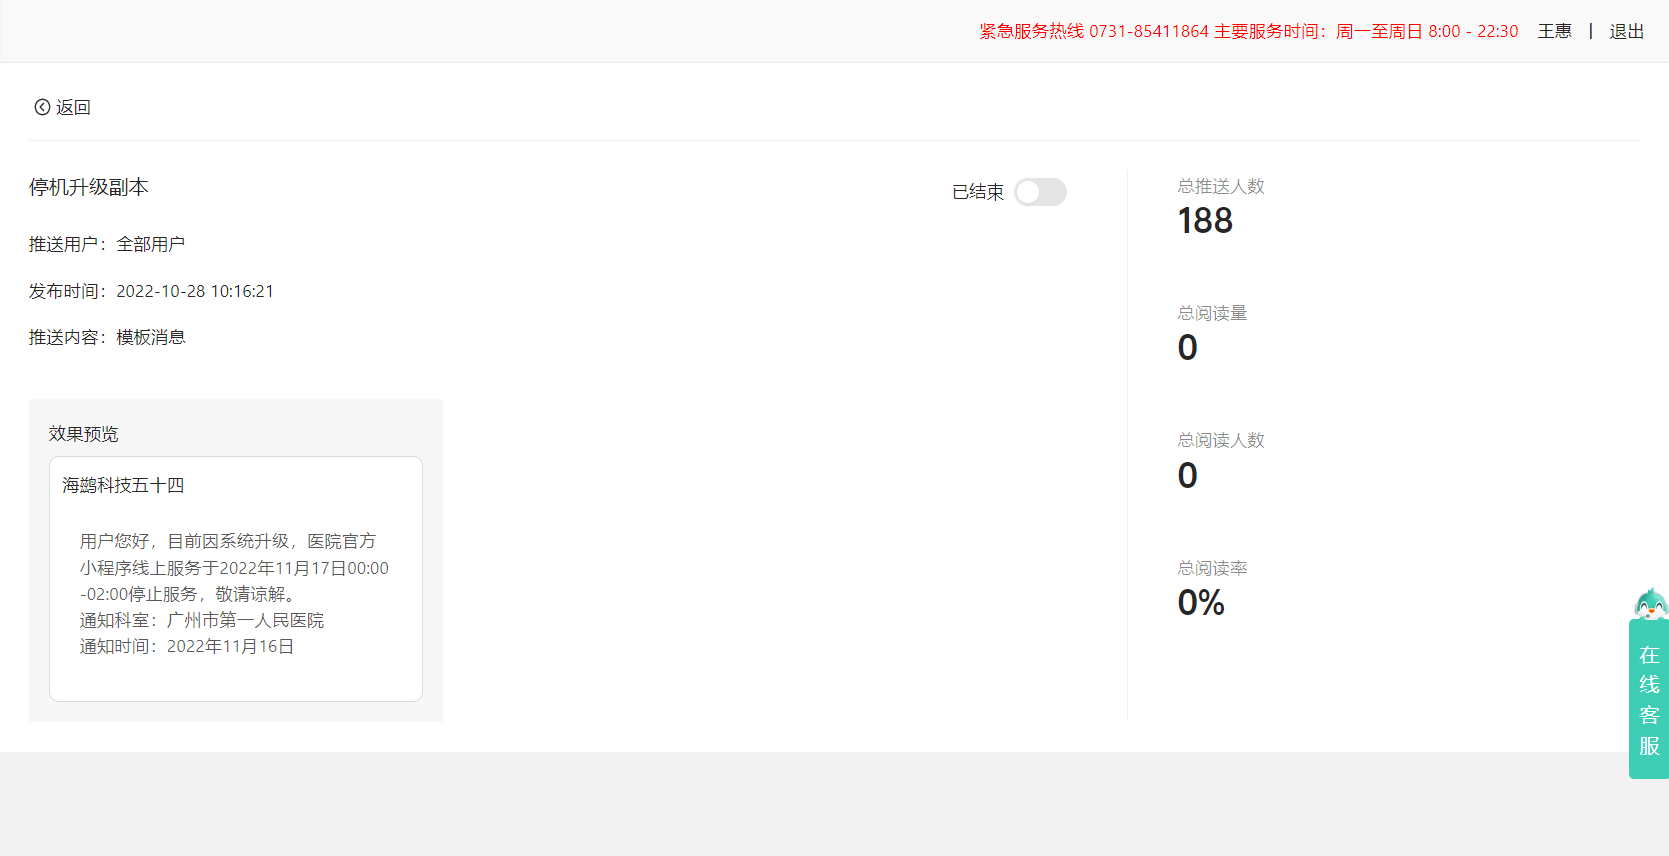 紧急服务热线 0731-85411864 主要服务时间：周一至周日 8:00 - 22:30 王惠 | 退出
返回
停机升级副本
已结束
推送用户：全部用户
发布时间：2022-10-28 10:16:21
推送内容：模板消息
效果预览
海鹚科技五十四
用户您好，目前因系统升级，医院官方
小程序线上服务于2022年11月17日00:00
-02:00停止服务，敬请谅解。
通知科室：广州市第一人民医院
通知时间：2022年11月16日
总推送人数
188
总阅读量
0
总阅读人数
0
总阅读率
0%
在
线
客
服